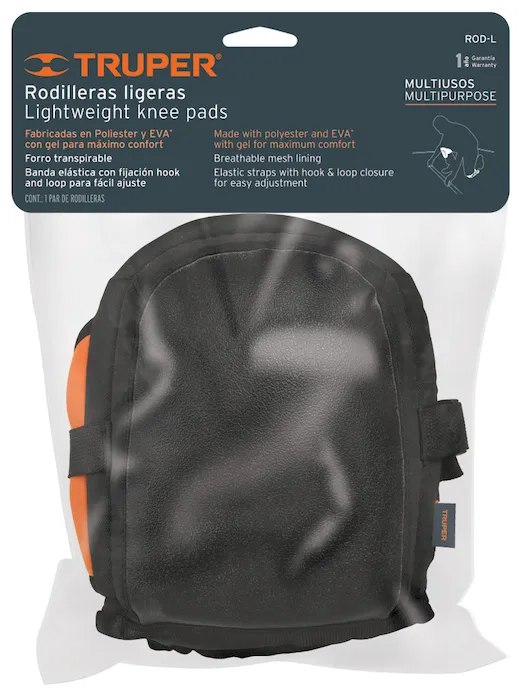 ROD-L
TRUPER®
1 año Garantía
Warranty
Rodilleras ligeras
Lightweight knee pads
MULTIUSOS
MULTIPURPOSE
Fabricadas en Poliester y EVA*
con gel para máximo confort
Forro transpirable
Banda elástica con fijación hook
and loop para fácil ajuste
CONT.: 1 PAR DE RODILLERAS
Made with polyester and EVA*
with gel for maximum comfort
Breathable mesh lining
Elastic straps with hook & loop closure
for easy adjustment
TRUPER